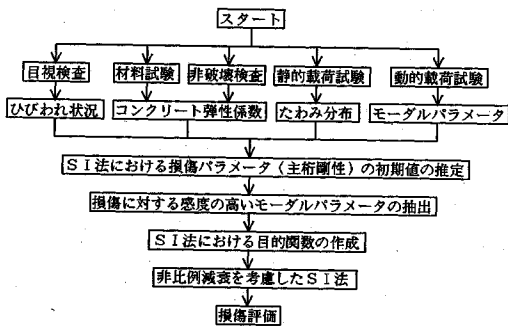 スタート
目視検査 材料試験 非破壊検査 静的載荷試験 動的載荷試験
ひびわれ状況 コンクリート弾性係数 たわみ分布 モーダルパラメータ
SI法における損傷パラメータ(主桁剛性)の初期値の推定
損傷に対する感度の高いモーダルパラメータの抽出
SI法における目的関数の作成
非比例減衰を考慮したSI法
損傷評価